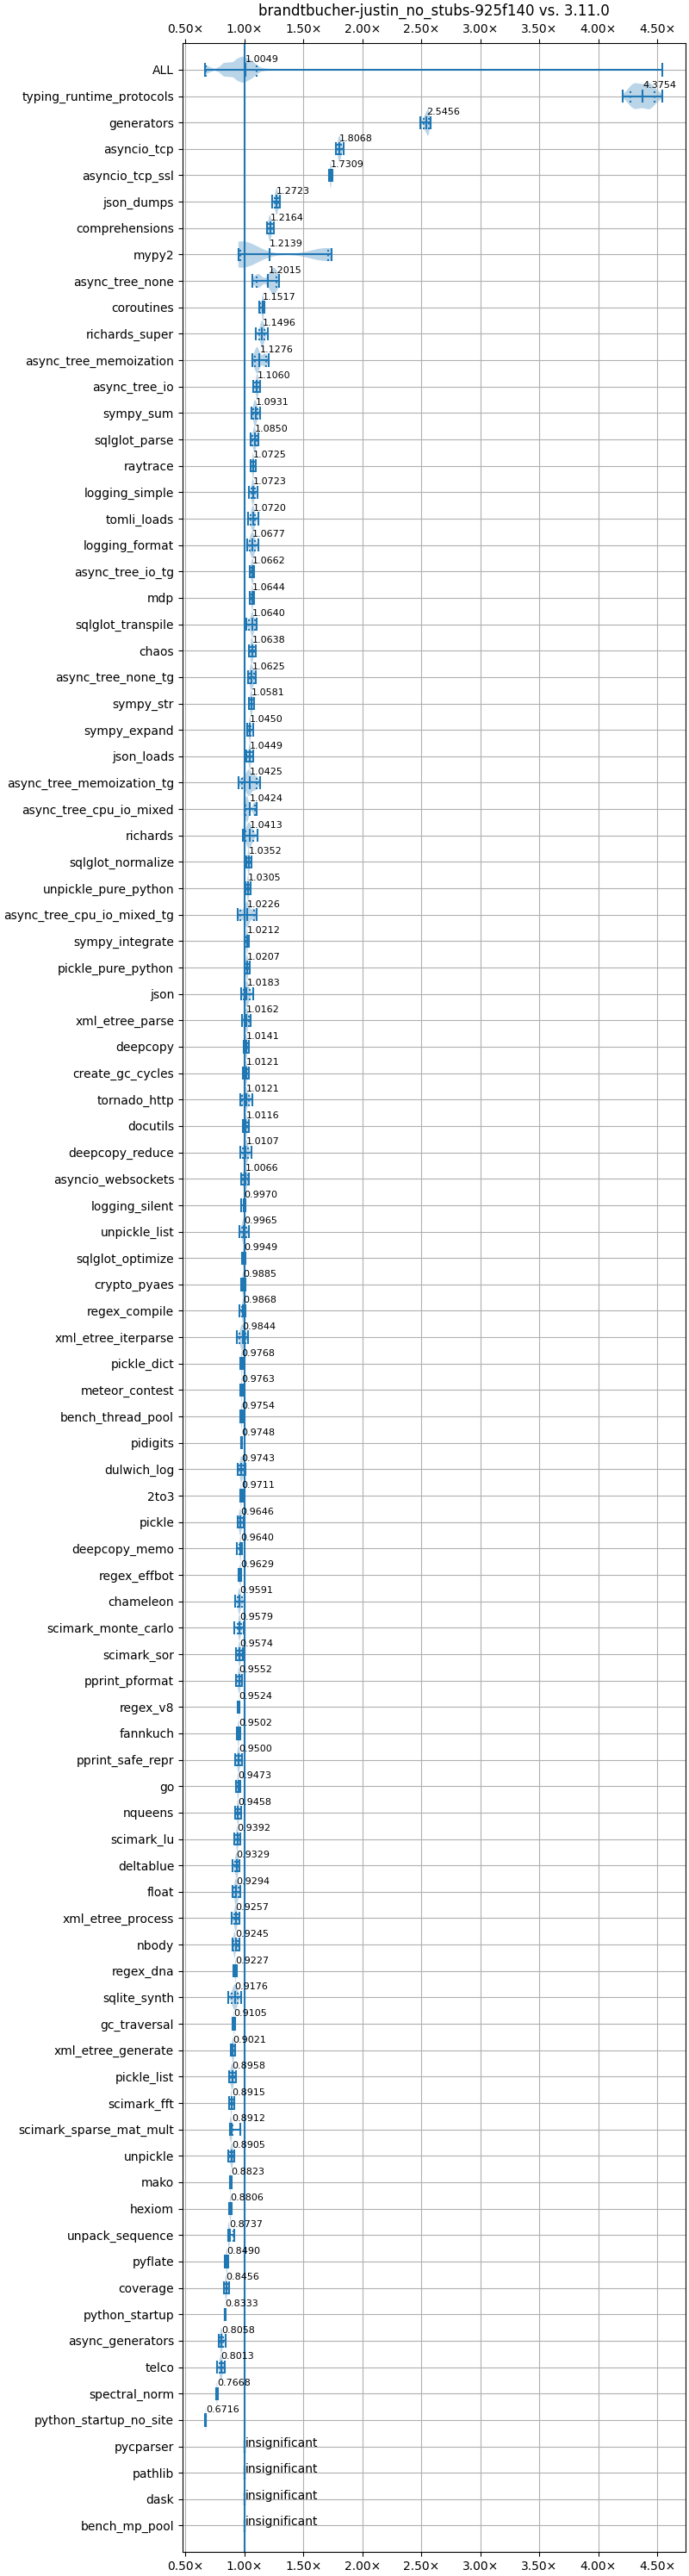 brandtbucher-justin_no_stubs-925f140 vs. 3.11.0
0.50× 1.00× 1.50× 2.00× 2.50× 3.00× 3.50× 4.00× 4.50×
ALL 1.0049
typing_runtime_protocols 4.3754
generators 2.5456
asyncio_tcp 1.8068
asyncio_tcp_ssl 1.7309
json_dumps 1.2723
comprehensions 1.2164
mypy2 1.2139
async_tree_none 1.2015
coroutines 1.1517
richards_super 1.1496
async_tree_memoization 1.1276
async_tree_io 1.1060
sympy_sum 1.0931
sqlglot_parse 1.0850
raytrace 1.0725
logging_simple 1.0723
tomli_loads 1.0720
logging_format 1.0677
async_tree_io_tg 1.0662
mdp 1.0644
sqlglot_transpile 1.0640
chaos 1.0638
async_tree_none_tg 1.0625
sympy_str 1.0581
sympy_expand 1.0450
json_loads 1.0449
async_tree_memoization_tg 1.0425
async_tree_cpu_io_mixed 1.0424
richards 1.0413
sqlglot_normalize 1.0352
unpickle_pure_python 1.0305
async_tree_cpu_io_mixed_tg 1.0226
sympy_integrate 1.0212
pickle_pure_python 1.0207
json 1.0183
xml_etree_parse 1.0162
deepcopy 1.0141
create_gc_cycles 1.0121
tornado_http 1.0121
docutils 1.0116
deepcopy_reduce 1.0107
asyncio_websockets 1.0066
logging_silent 0.9970
unpickle_list 0.9965
sqlglot_optimize 0.9949
crypto_pyaes 0.9885
regex_compile 0.9868
xml_etree_iterparse 0.9844
pickle_dict 0.9768
meteor_contest 0.9763
bench_thread_pool 0.9754
pidigits 0.9748
dulwich_log 0.9743
2to3 0.9711
pickle 0.9646
deepcopy_memo 0.9640
regex_effbot 0.9629
chameleon 0.9591
scimark_monte_carlo 0.9579
scimark_sor 0.9574
pprint_pformat 0.9552
regex_v8 0.9524
fannkuch 0.9502
pprint_safe_repr 0.9500
go 0.9473
nqueens 0.9458
scimark_lu 0.9392
deltablue 0.9329
float 0.9294
xml_etree_process 0.9257
nbody 0.9245
regex_dna 0.9227
sqlite_synth 0.9176
gc_traversal 0.9105
xml_etree_generate 0.9021
pickle_list 0.8958
scimark_fft 0.8915
scimark_sparse_mat_mult 0.8912
unpickle 0.8905
mako 0.8823
hexiom 0.8806
unpack_sequence 0.8737
pyflate 0.8490
coverage 0.8456
python_startup 0.8333
async_generators 0.8058
telco 0.8013
spectral_norm 0.7668
python_startup_no_site 0.6716
pycparser insignificant
pathlib insignificant
dask insignificant
bench_mp_pool insignificant
0.50× 1.00× 1.50× 2.00× 2.50× 3.00× 3.50× 4.00× 4.50×